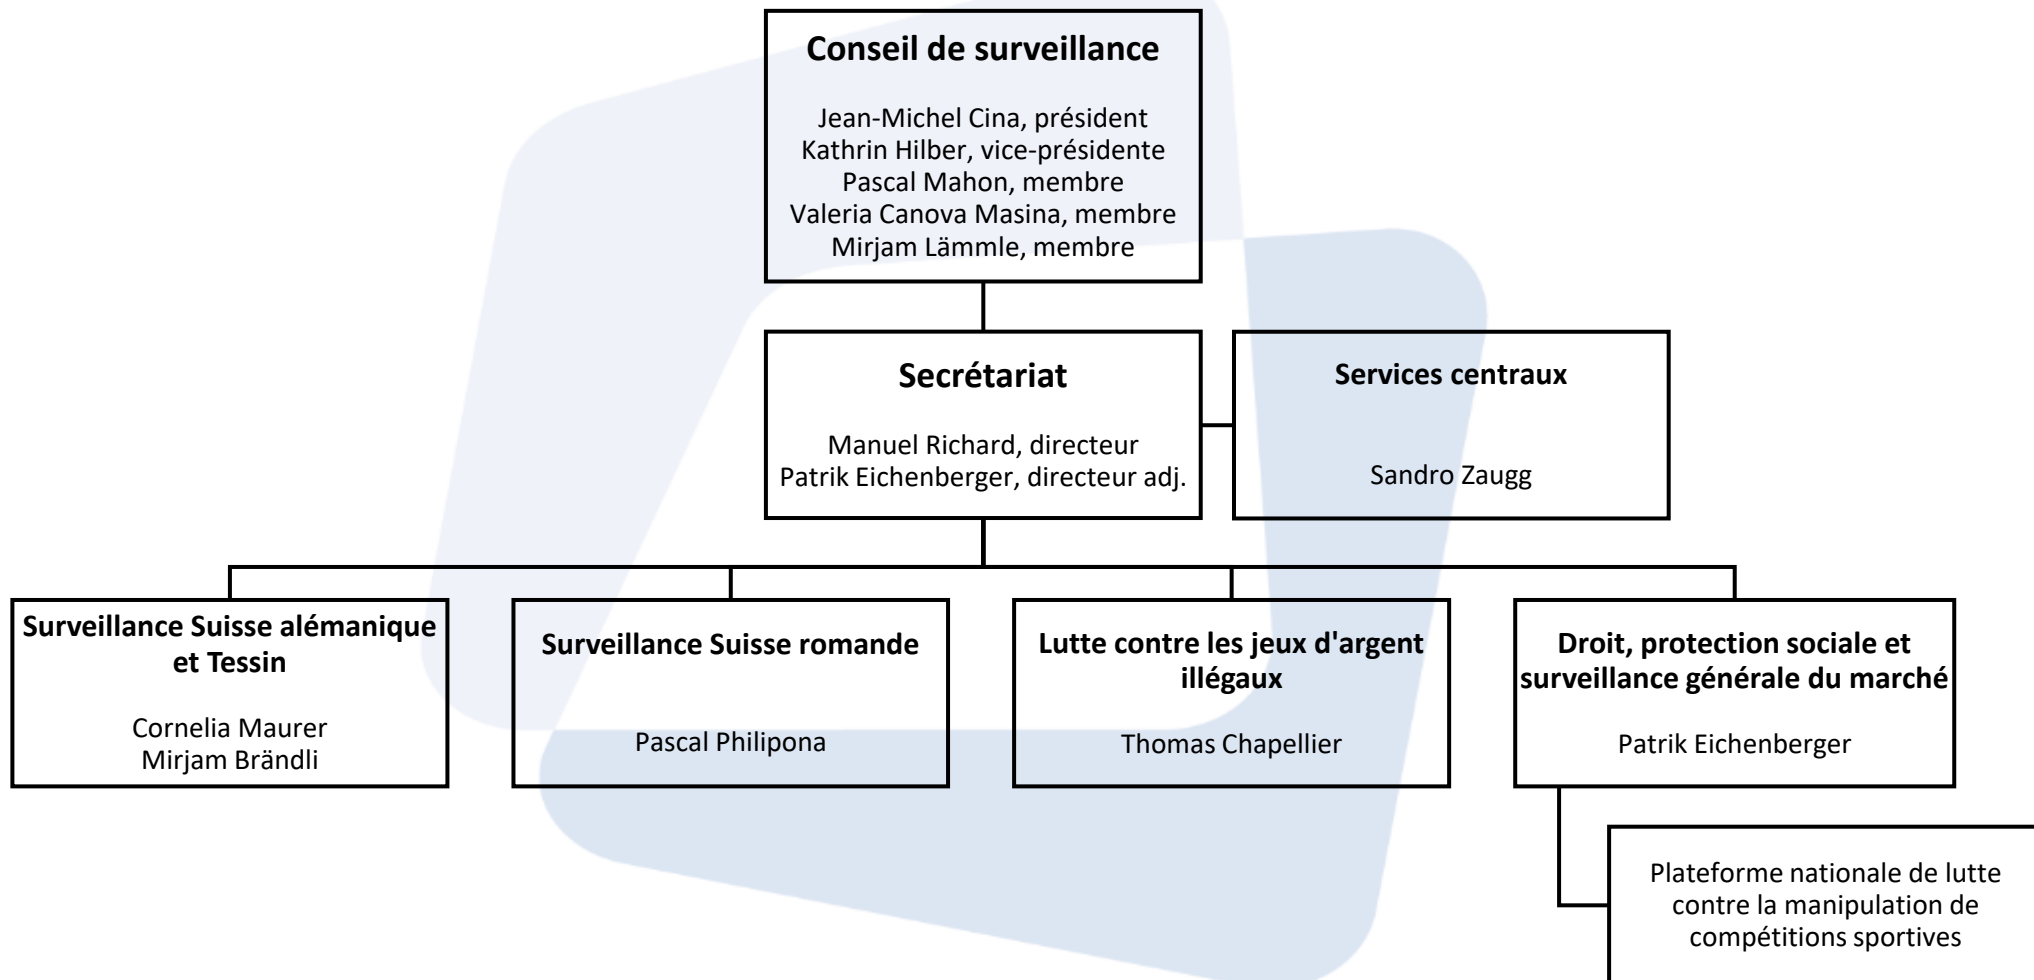 Conseil de surveillance
Jean-Michel Cina, président
Kathrin Hilber, vice-présidente
Pascal Mahon, membre
Valeria Canova Masina, membre
Mirjam Lämmle, membre
Secrétariat
Manuel Richard, directeur
Patrik Eichenberger, directeur adj.
Services centraux
Sandro Zaugg
Surveillance Suisse alémanique
et Tessin
Cornelia Maurer
Mirjam Brändli
Surveillance Suisse romande
Pascal Philipona
Lutte contre les jeux d'argent
illégaux
Thomas Chapellier
Droit, protection sociale et
surveillance générale du marché
Patrik Eichenberger
Plateforme nationale de lutte
contre la manipulation de
compétitions sportives